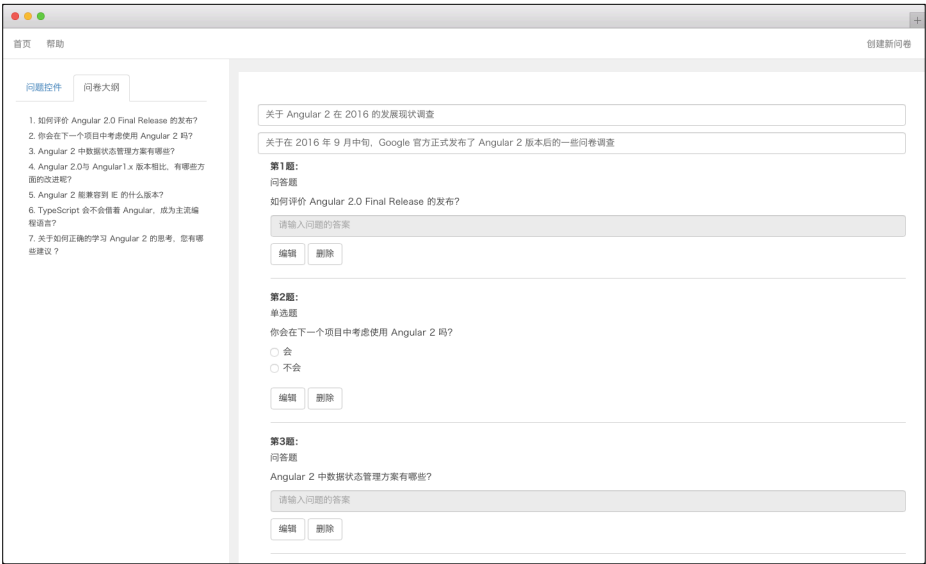 首页 帮助 创建新问卷
问题控件 问卷大纲
1. 如何评价 Angular 2.0 Final Release 的发布?
2. 你会在下一个项目中考虑使用 Angular 2 吗?
3. Angular 2 中数据状态管理方案有哪些?
4. Angular 2.0与 Angular1.x 版本相比，有哪些方
面的改进呢?
5. Angular 2 能兼容到 IE 的什么版本?
6. TypeScript 会不会借着 Angular，成为主流编
程语言?
7. 关于如何正确的学习 Angular 2 的思考，您有哪
些建议 ?
关于 Angular 2 在 2016 的发展现状调查
关于在 2016 年 9 月中旬，Google 官方正式发布了 Angular 2 版本后的一些问卷调查
第1题:
问答题
如何评价 Angular 2.0 Final Release 的发布?
请输入问题的答案
编辑 删除
第2题:
单选题
你会在下一个项目中考虑使用 Angular 2 吗?
会
不会
编辑 删除
第3题:
问答题
Angular 2 中数据状态管理方案有哪些?
请输入问题的答案
编辑 删除